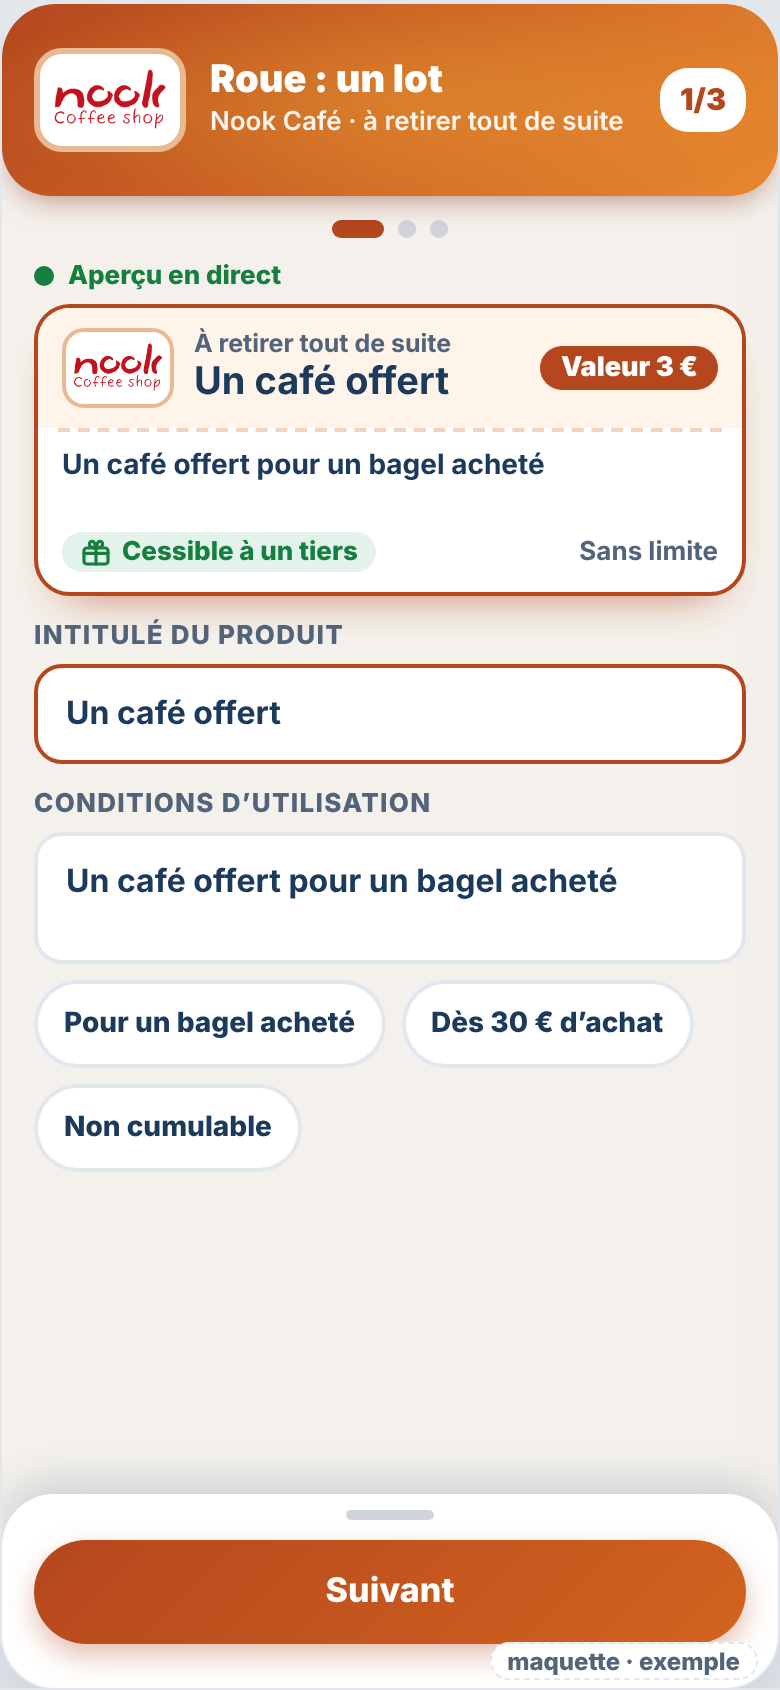 nook
Coffee shop
Roue : un lot
Nook Café · à retirer tout de suite
1/3
Aperçu en direct
nook
Coffee shop
À retirer tout de suite
Un café offert
Valeur 3 €
Un café offert pour un bagel acheté
Cessible à un tiers
Sans limite
INTITULÉ DU PRODUIT
Un café offert
CONDITIONS D’UTILISATION
Un café offert pour un bagel acheté
Pour un bagel acheté
Dès 30 € d’achat
Non cumulable
Suivant
maquette · exemple